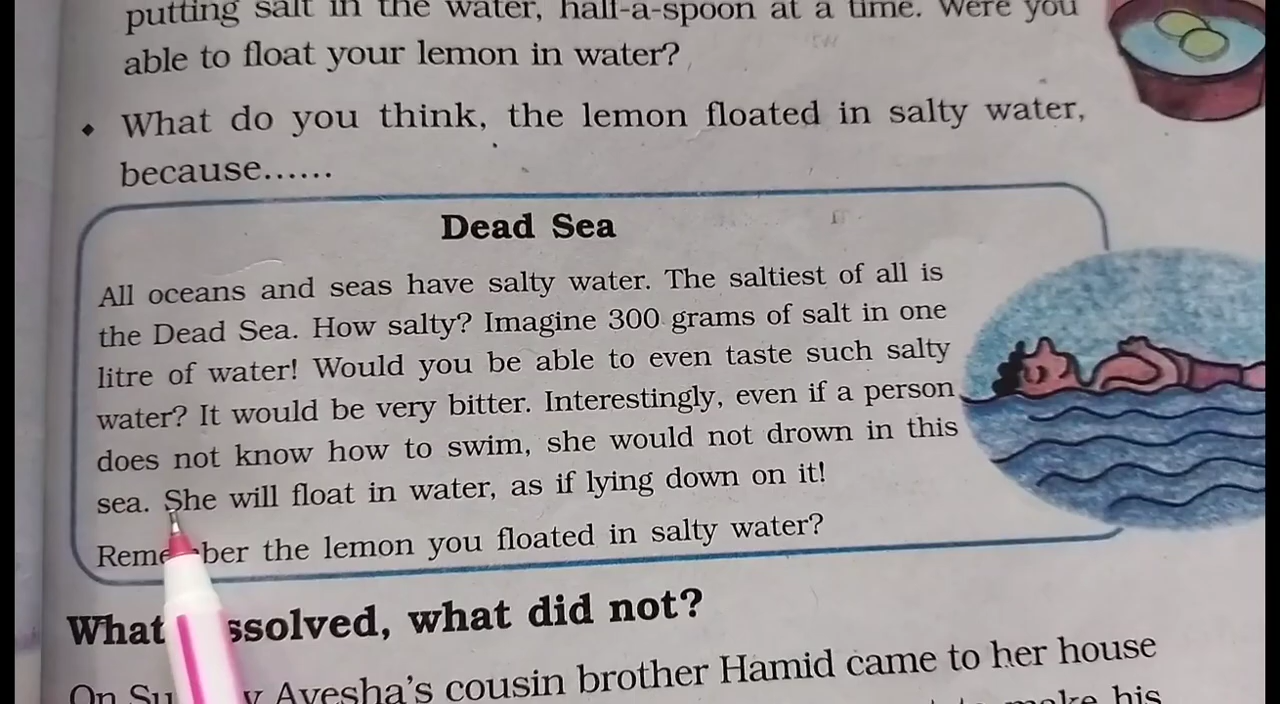 putting salt in the water, half-a-spoon at a time. Were you
able to float your lemon in water?
• What do you think, the lemon floated in salty water,
because......
Dead Sea
All oceans and seas have salty water. The saltiest of all is
the Dead Sea. How salty? Imagine 300 grams of salt in one
litre of water! Would you be able to even taste such salty
water? It would be very bitter. Interestingly, even if a person
does not know how to swim, she would not drown in this
sea. She will float in water, as if lying down on it!
the lemon you floated in salty water?
What what did not?
On Ayesha's cousin brother Hamid came to her house
his